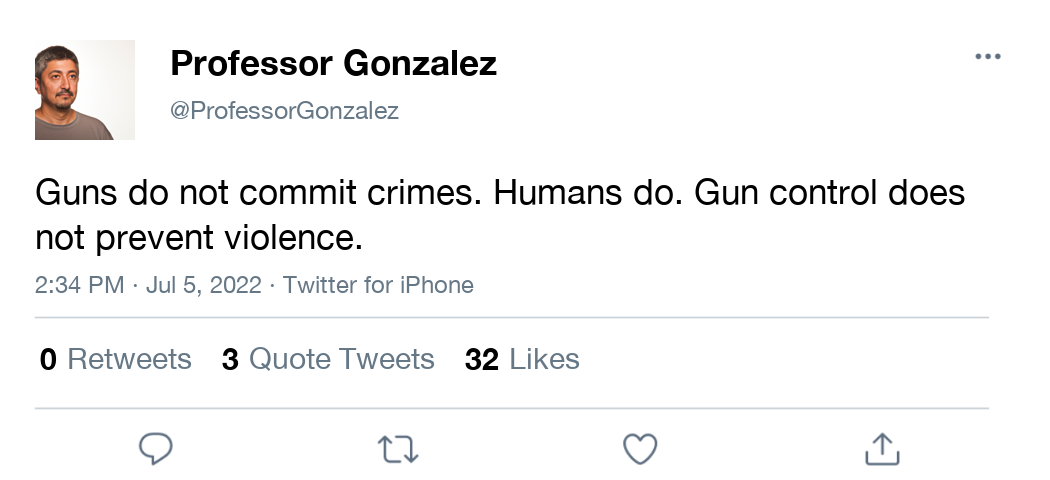 Professor Gonzalez
@ProfessorGonzalez
Guns do not commit crimes. Humans do. Gun control does
not prevent violence.
2:34 PM · Jul 5, 2022 · Twitter for iPhone
0 Retweets 3 Quote Tweets 32 Likes